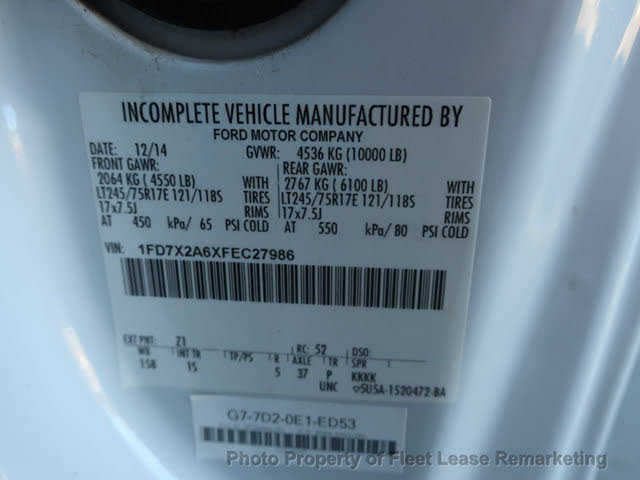 INCOMPLETE VEHICLE MANUFACTURED BY
FORD MOTOR COMPANY
DATE: 12/14 GVWR: 4536 KG (10000 LB)
FRONT GAWR: REAR GAWR:
2064 KG ( 4550 LB) WITH 2767 KG ( 6100 LB) WITH
LT245/75R17E 121/118S TIRES LT245/75R17E 121/118S TIRES
17x7.5J RIMS 17x7.5J RIMS
AT 450 kPa/ 65 PSI COLD AT 550 kPa/ 80 PSI COLD
VIN: 1FD7X2A6XFEC27986
EXT PNT: Z1 RC: 52 DSO:
WB INT TR TP/PS R AXLE TR SPR
158 15 5 37 P KKKK
UNC 5USA-1520472-BA
G7-7D2-0E1-ED53
Photo Property of Fleet Lease Remarketing